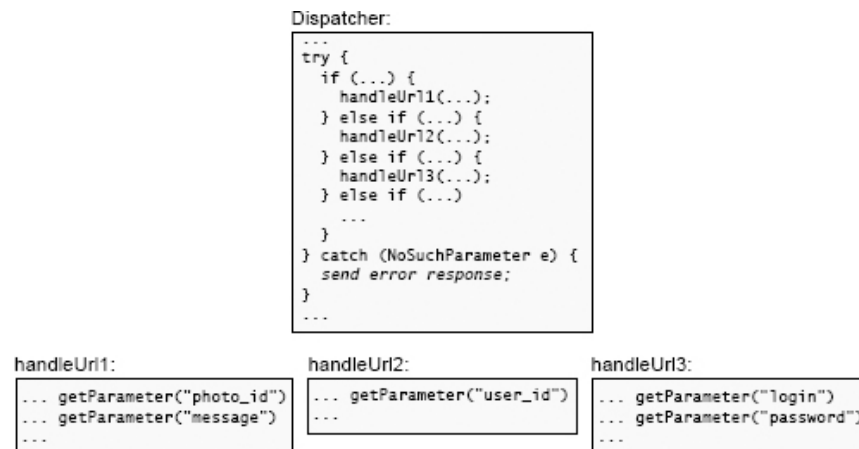 Dispatcher:
...
try {
if (...) {
handleUrl1(...);
} else if (...) {
handleUrl2(...);
} else if (...) {
handleUrl3(...);
} else if (...)
...
}
} catch (NoSuchParameter e) {
send error response;
}
...
handleUrl1:
... getParameter("photo_id")
... getParameter("message")
...
handleUrl2:
... getParameter("user_id")
...
handleUrl3:
... getParameter("login")
... getParameter("password")
...